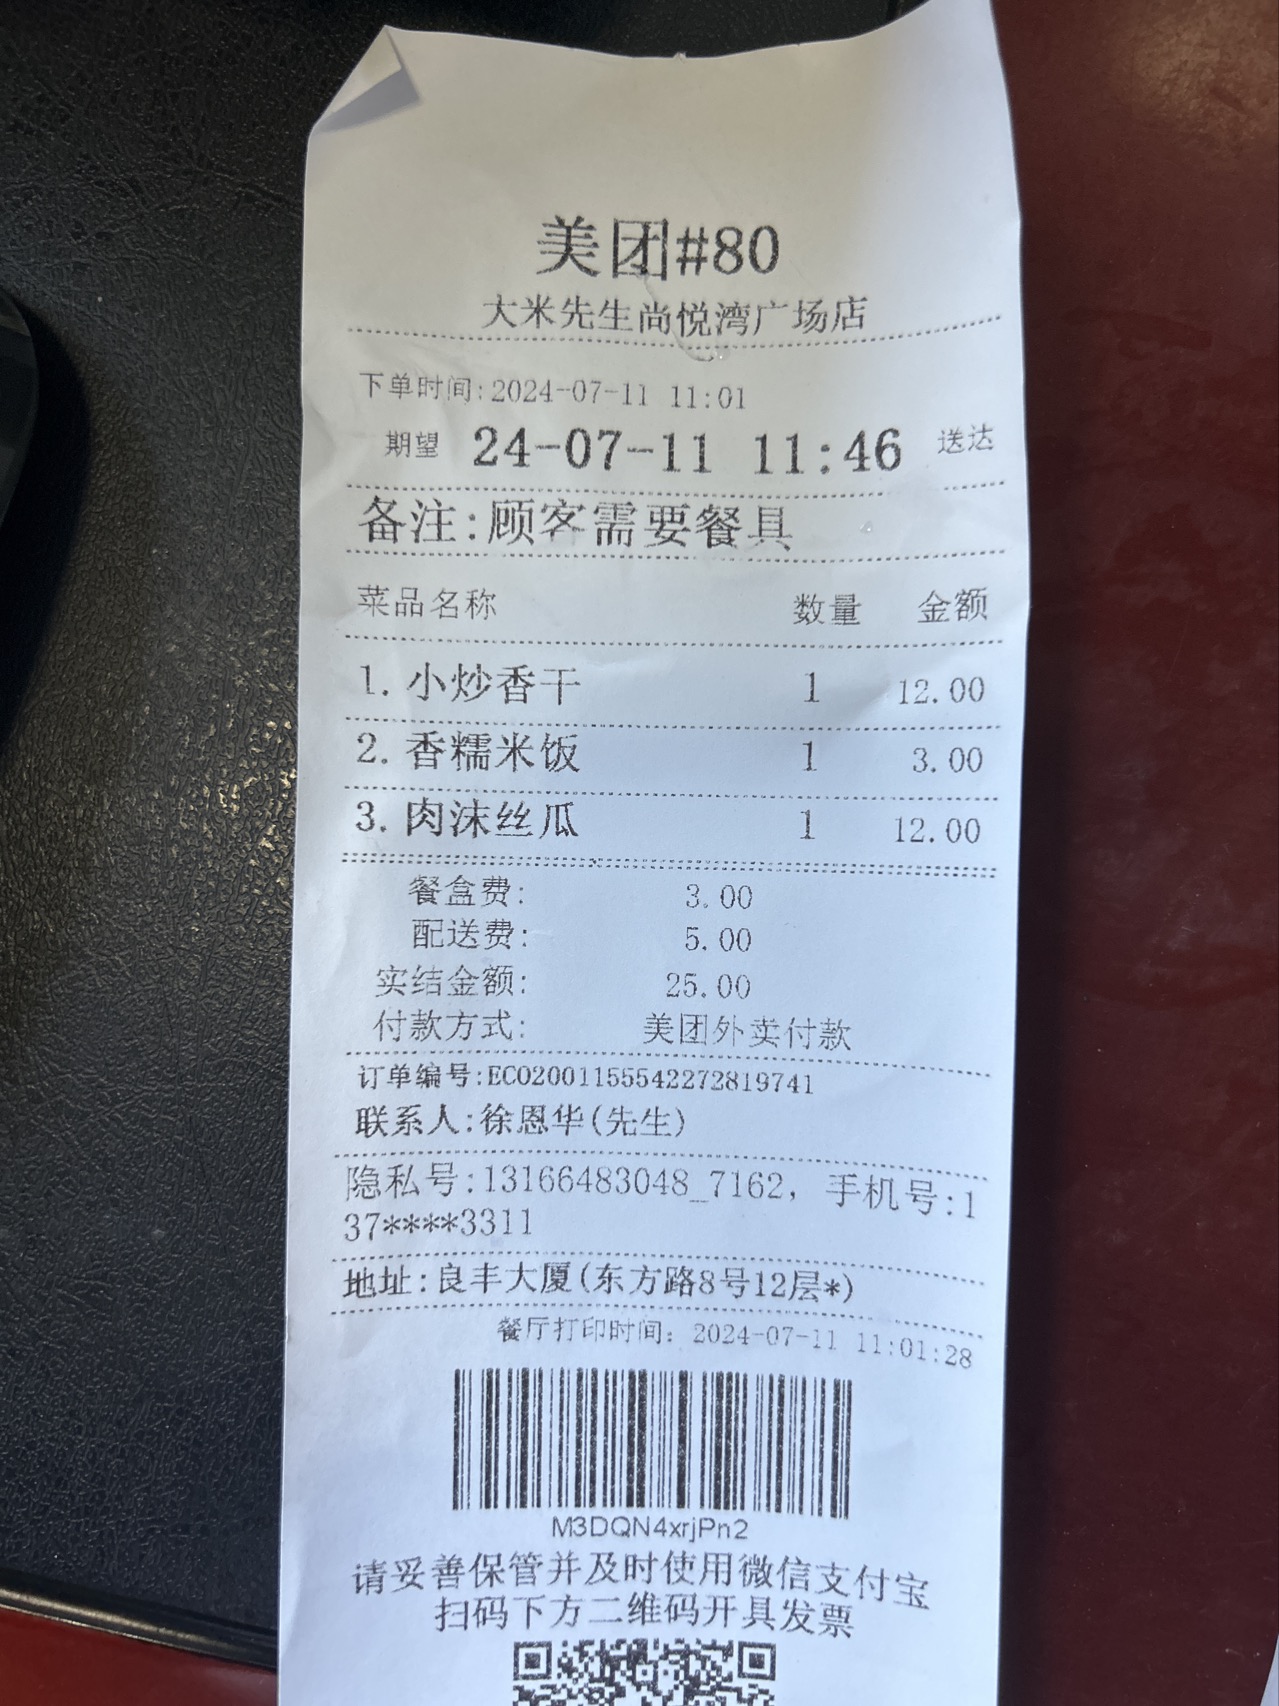 美团#80
大米先生尚悦湾广场店
下单时间:2024-07-11 11:01
期望 24-07-11 11:46 送达
备注:顾客需要餐具
菜品名称 数量 金额
1.小炒香干 1 12.00
2.香糯米饭 1 3.00
3.肉沫丝瓜 1 12.00
餐盒费: 3.00
配送费: 5.00
实结金额: 25.00
付款方式: 美团外卖付款
订单编号:ECO2001155542272819741
联系人:徐恩华(先生)
隐私号:13166483048_7162, 手机号:1
37****3311
地址:良丰大厦(东方路8号12层*)
餐厅打印时间: 2024-07-11 11:01:28
M3DQN4xrjPn2
请妥善保管并及时使用微信支付宝
扫码下方二维码开具发票